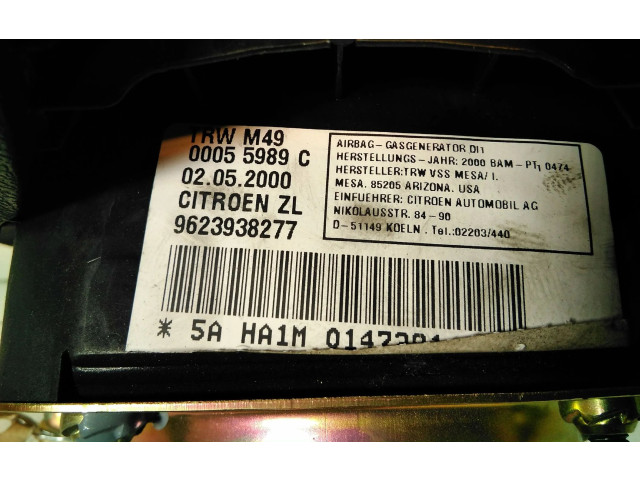 TRW M49
0005 5989 C
02.05.2000
CITROEN ZL
9623938277
AIRBAG-GASGENERATOR DI1
HERSTELLUNGS-JAHR: 2000 BAM-PT1 0474
HERSTELLER:TRW VSS MESA/ I.
MESA. 85205 ARIZONA. USA
EINFUEHRER: CITROEN AUTOMOBIL AG
NIKOLAUSSTR. 84-90
D-51149 KOELN . Tel.:02203/440
* 5A HA1M